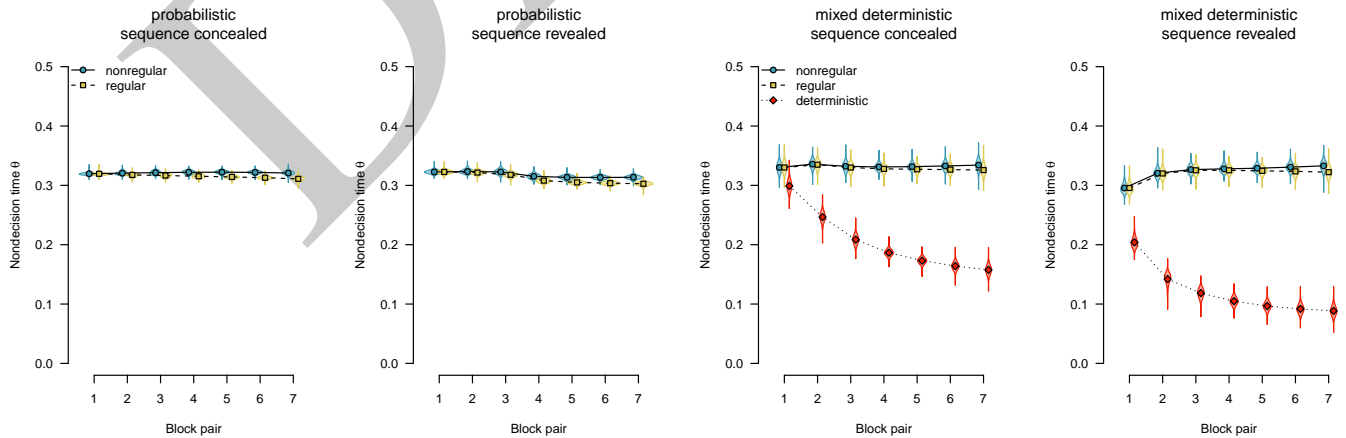 probabilistic
sequence concealed
Nondecision time θ
0.5
0.4
0.3
0.2
0.1
0.0
nonregular
regular
1 2 3 4 5 6 7
Block pair
probabilistic
sequence revealed
Nondecision time θ
0.5
0.4
0.3
0.2
0.1
0.0
1 2 3 4 5 6 7
Block pair
mixed deterministic
sequence concealed
Nondecision time θ
0.5
0.4
0.3
0.2
0.1
0.0
nonregular
regular
deterministic
1 2 3 4 5 6 7
Block pair
mixed deterministic
sequence revealed
Nondecision time θ
0.5
0.4
0.3
0.2
0.1
0.0
1 2 3 4 5 6 7
Block pair